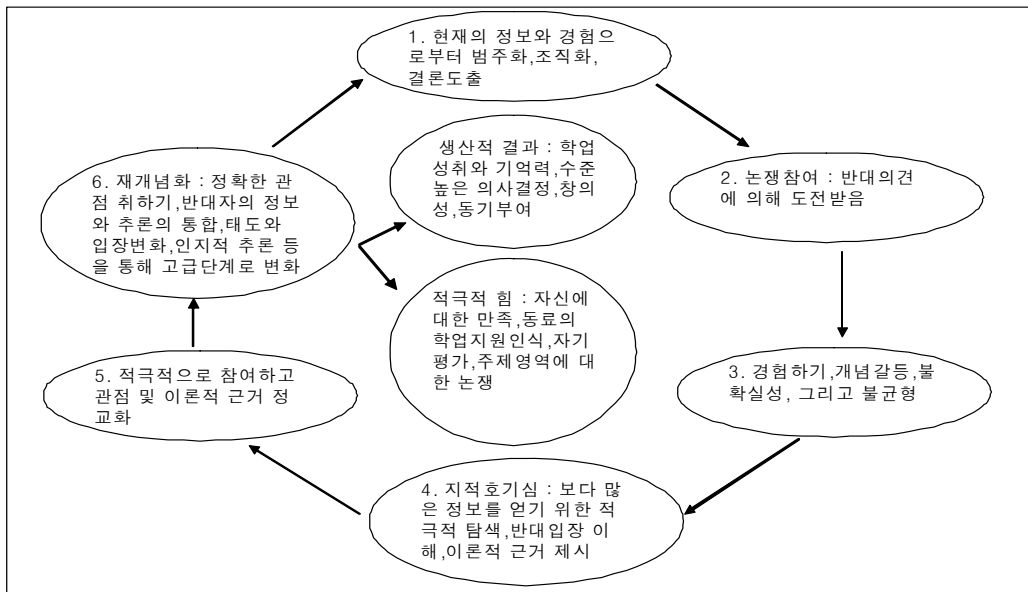 1. 현재의 정보와 경험으
로부터 범주화,조직화,
결론도출
생산적 결과 : 학업
성취와 기억력,수준
높은 의사결정,창의
성,동기부여
6. 재개념화 : 정확한 관
점 취하기,반대자의 정보
와 추론의 통합,태도와
입장변화,인지적 추론 등
을 통해 고급단계로 변화
2. 논쟁참여 : 반대의견
에 의해 도전받음
적극적 힘 : 자신에
대한 만족,동료의
학업지원인식,자기
평가,주제영역에 대
한 논쟁
5. 적극적으로 참여하고
관점 및 이론적 근거 정
교화
3. 경험하기,개념갈등,불
확실성, 그리고 불균형
4. 지적호기심 : 보다 많
은 정보를 얻기 위한 적
극적 탐색,반대입장 이
해,이론적 근거 제시